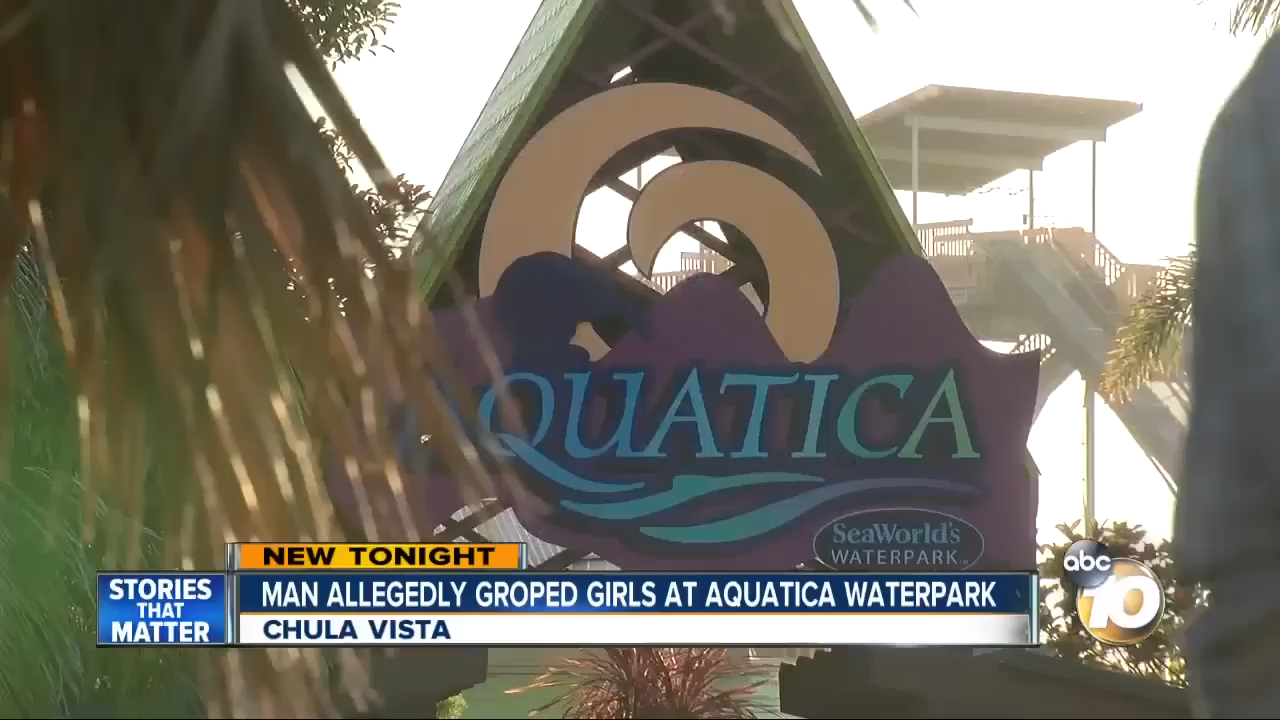 AQUATICA
SeaWorld's
WATERPARK
NEW TONIGHT
STORIES
THAT
MATTER
MAN ALLEGEDLY GROPED GIRLS AT AQUATICA WATERPARK
CHULA VISTA
abc
10